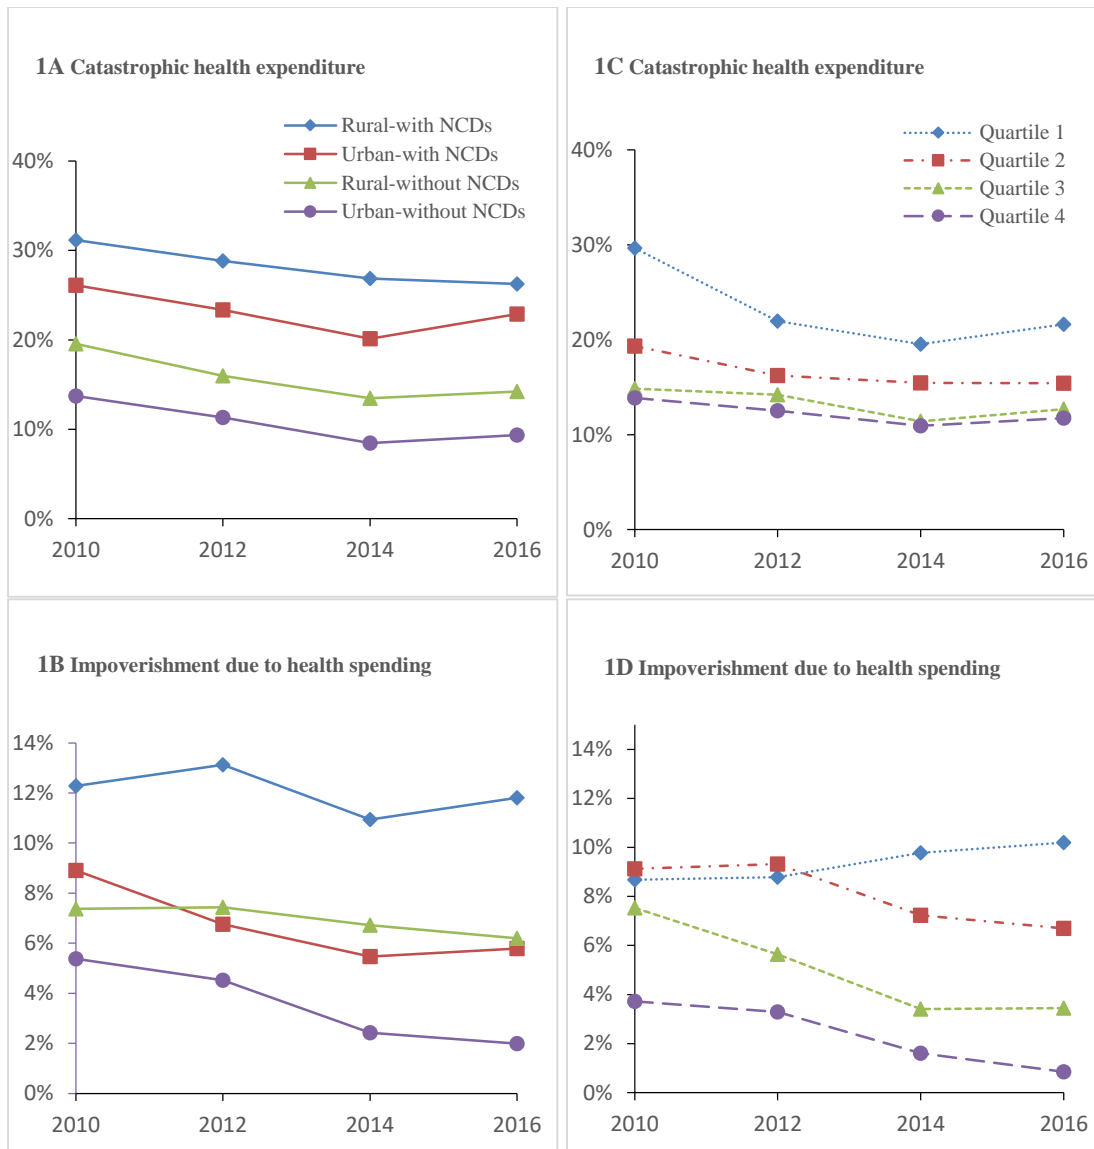 1A Catastrophic health expenditure
Rural-with NCDs
Urban-with NCDs
Rural-without NCDs
Urban-without NCDs
40%
30%
20%
10%
0%
2010 2012 2014 2016
1C Catastrophic health expenditure
Quartile 1
Quartile 2
Quartile 3
Quartile 4
40%
30%
20%
10%
0%
2010 2012 2014 2016
1B Impoverishment due to health spending
14%
12%
10%
8%
6%
4%
2%
0%
2010 2012 2014 2016
1D Impoverishment due to health spending
14%
12%
10%
8%
6%
4%
2%
0%
2010 2012 2014 2016